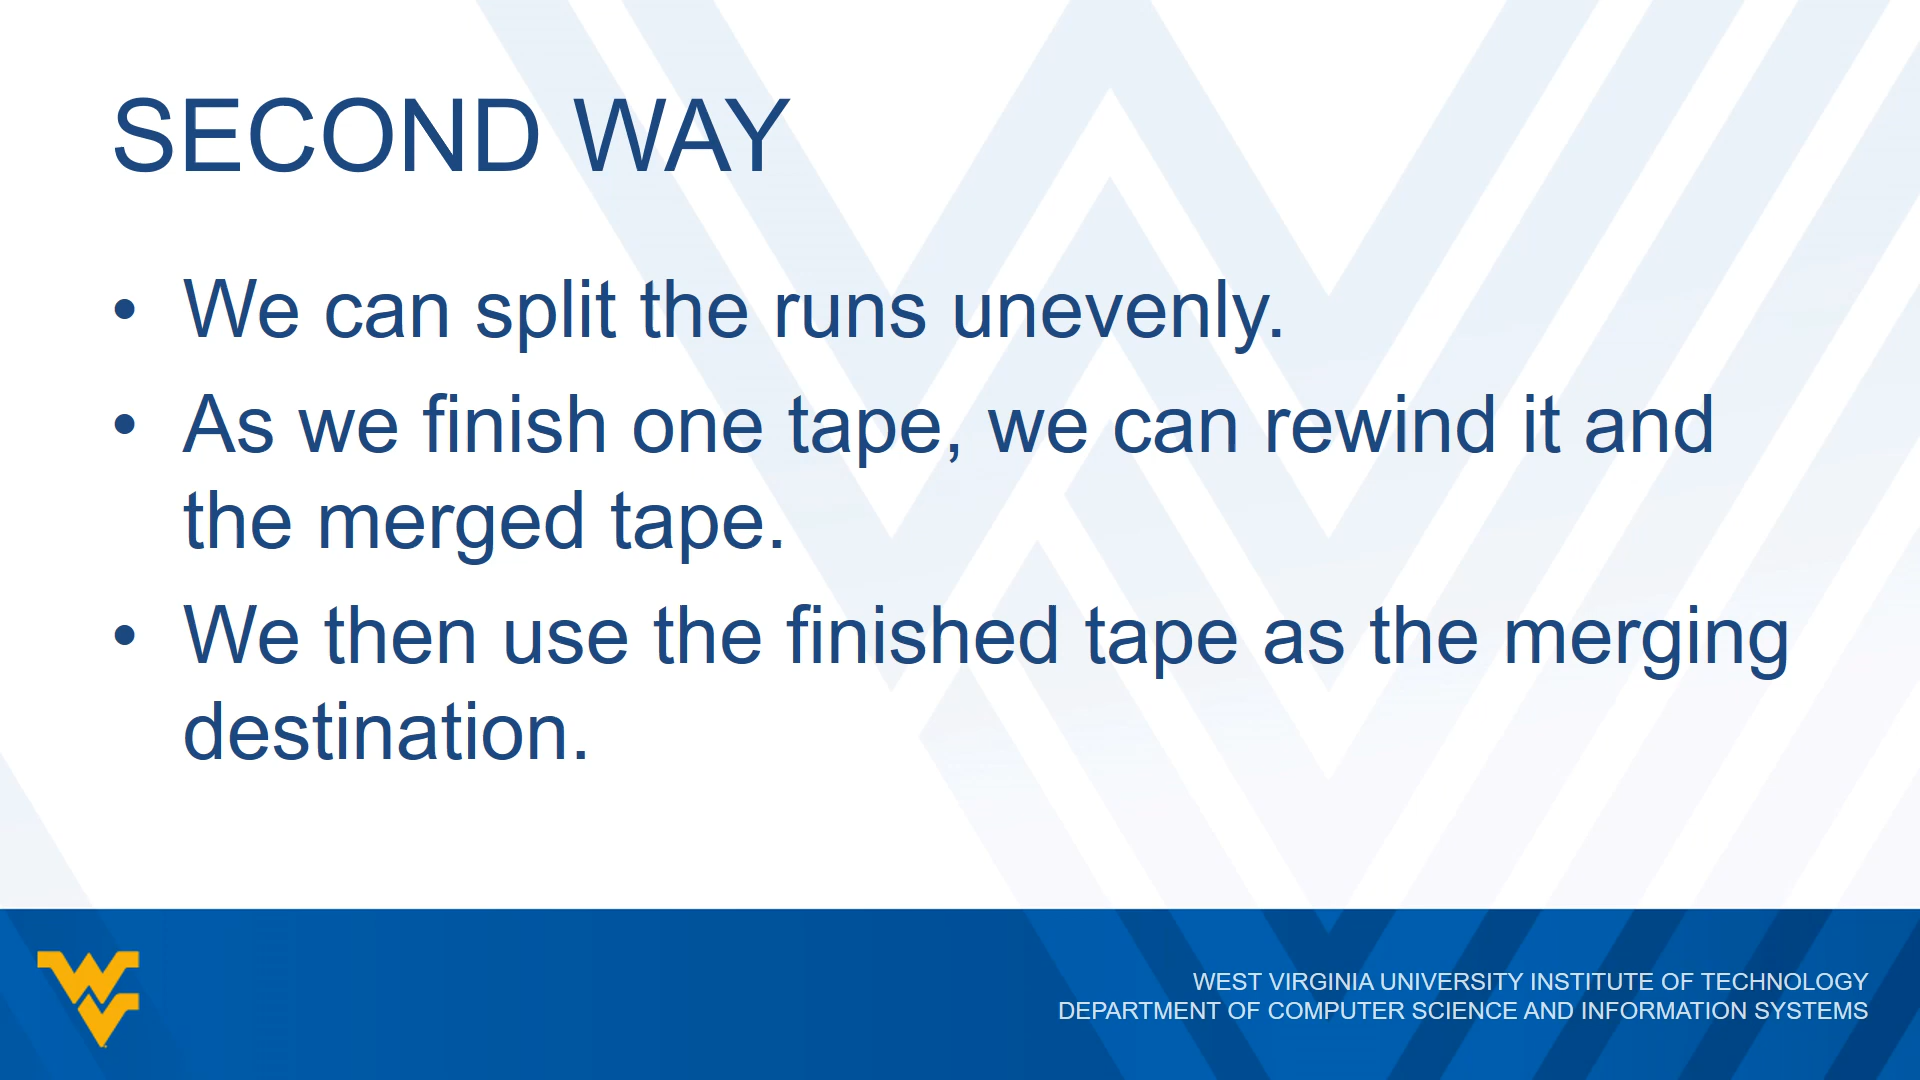 SECOND WAY
• We can split the runs unevenly.
• As we finish one tape, we can rewind it and
the merged tape.
• We then use the finished tape as the merging
destination.
WEST VIRGINIA UNIVERSITY INSTITUTE OF TECHNOLOGY
DEPARTMENT OF COMPUTER SCIENCE AND INFORMATION SYSTEMS